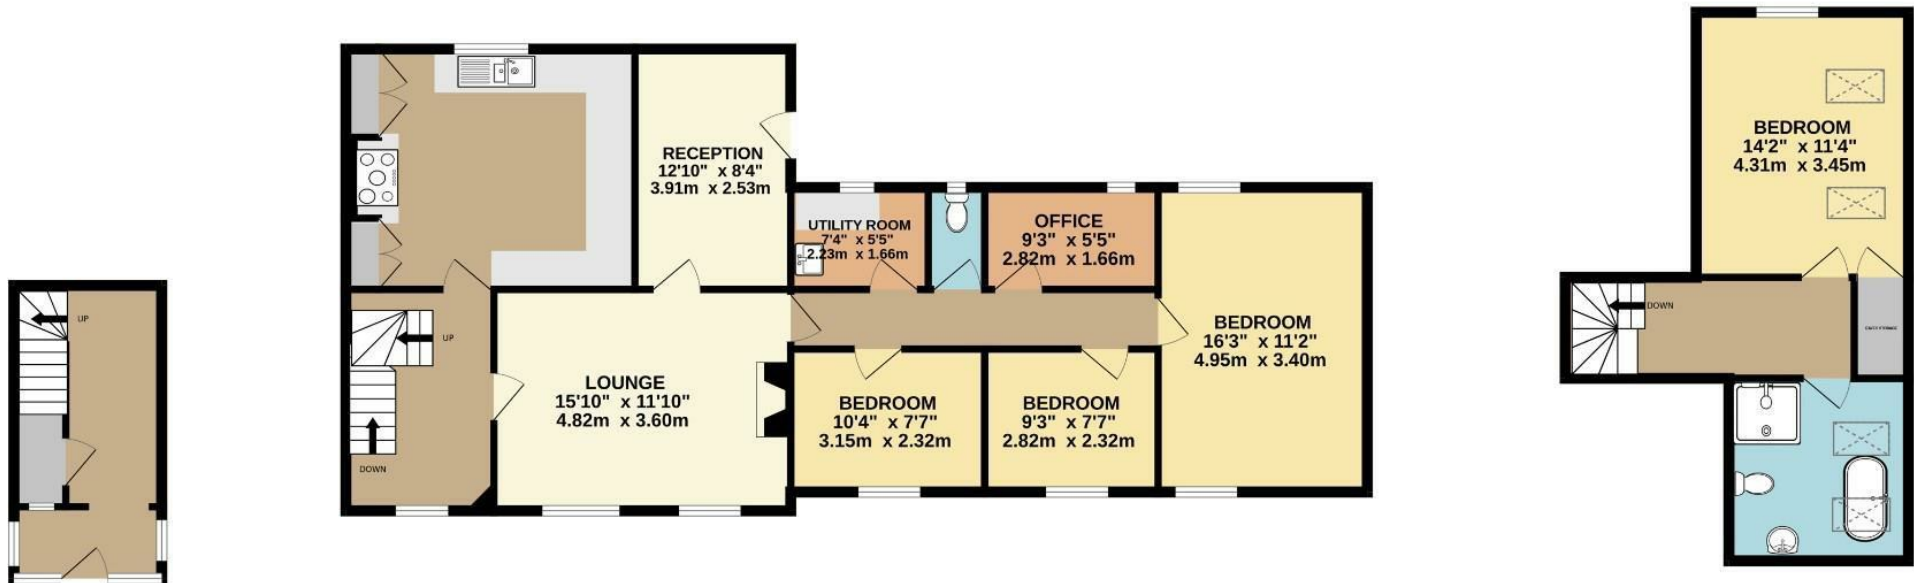 UP
RECEPTION
12'10" x 8'4"
3.91m x 2.53m
UTILITY ROOM
7'4" x 5'5"
2.23m x 1.66m
OFFICE
9'3" x 5'5"
2.82m x 1.66m
UP
DOWN
LOUNGE
15'10" x 11'10"
4.82m x 3.60m
BEDROOM
10'4" x 7'7"
3.15m x 2.32m
BEDROOM
9'3" x 7'7"
2.82m x 2.32m
BEDROOM
16'3" x 11'2"
4.95m x 3.40m
BEDROOM
14'2" x 11'4"
4.31m x 3.45m
DOWN